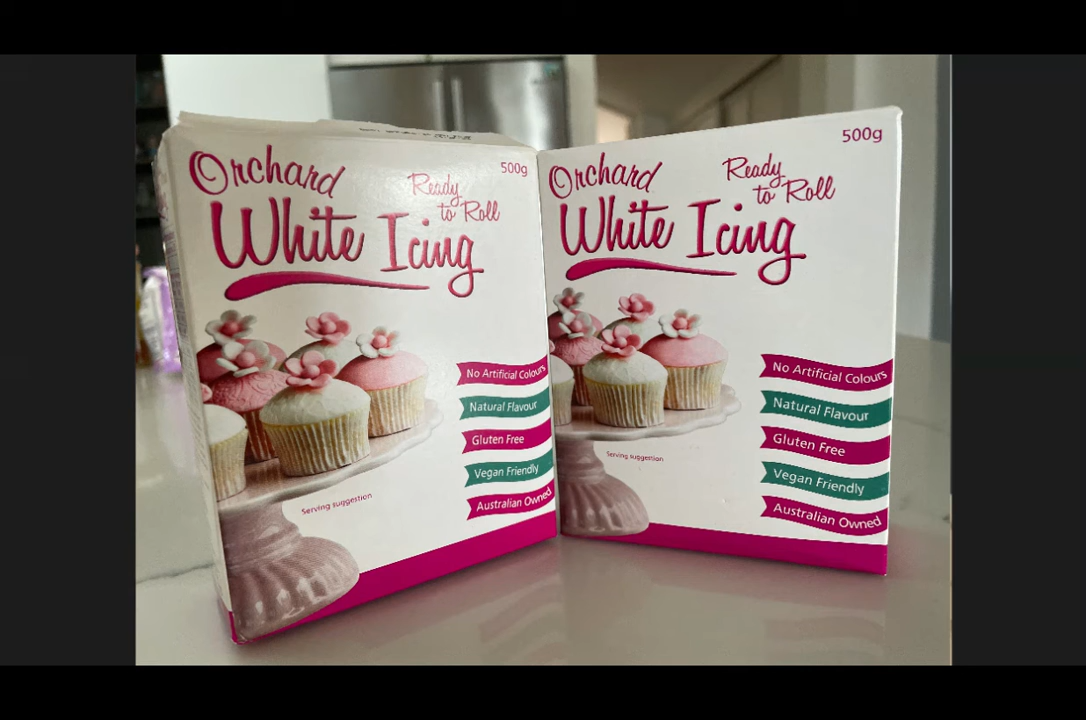 Orchard
White Icing
Ready
to Roll
500g
No Artificial Colours
Natural Flavour
Gluten Free
Vegan Friendly
Australian Owned
Serving suggestion
Orchard
White Icing
Ready
to Roll
500g
No Artificial Colours
Natural Flavour
Gluten Free
Vegan Friendly
Australian Owned
Serving suggestion